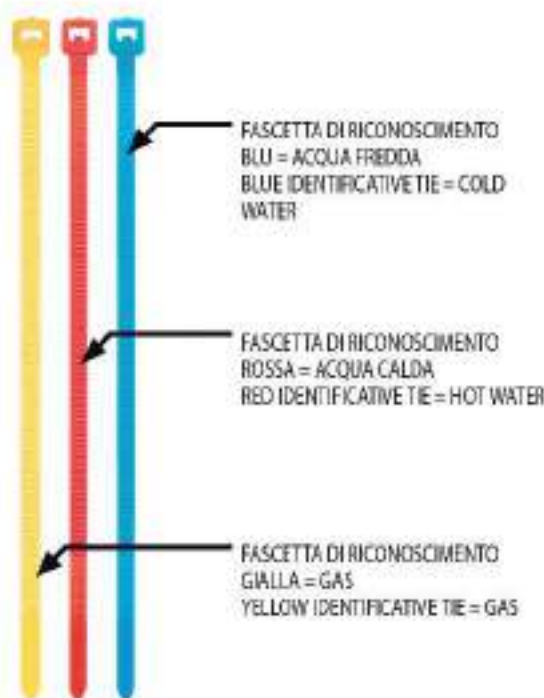 FASCETTA DI RICONOSCIMENTO
BLU = ACQUA FREDDA
BLUE IDENTIFICATIVE TIE = COLD
WATER
FASCETTA DI RICONOSCIMENTO
ROSSA = ACQUA CALDA
RED IDENTIFICATIVE TIE = HOT WATER
FASCETTA DI RICONOSCIMENTO
GIALLA = GAS
YELLOW IDENTIFICATIVE TIE = GAS